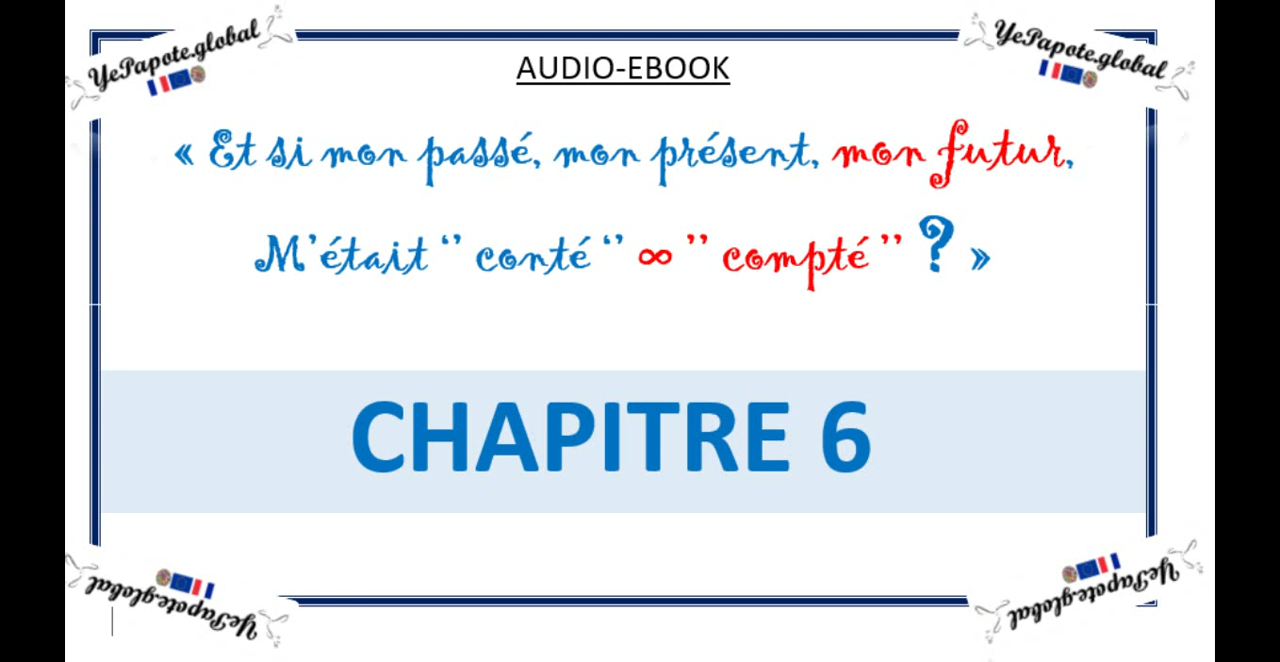 YePapote.global
YePapote.global
AUDIO-EBOOK
« Et si mon passé, mon présent, mon futur,
M'était ‘’ conté ‘’ ∞ ’’ compté ’’ ? »
CHAPITRE 6
YePapote.global
YePapote.global